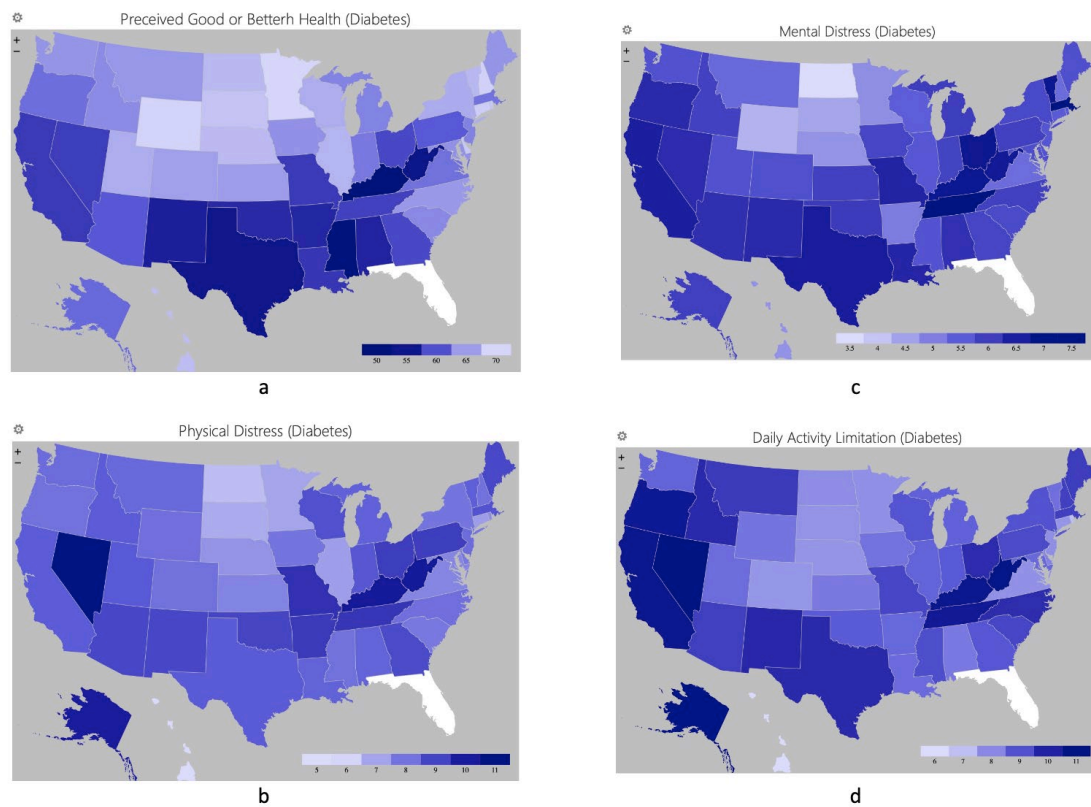 Preceived Good or Betterh Health (Diabetes)
+
−
50 55 60 65 70
a
Mental Distress (Diabetes)
+
−
3.5 4 4.5 5 5.5 6 6.5 7 7.5
c
Physical Distress (Diabetes)
+
−
5 6 7 8 9 10 11
b
Daily Activity Limitation (Diabetes)
+
−
6 7 8 9 10 11
d